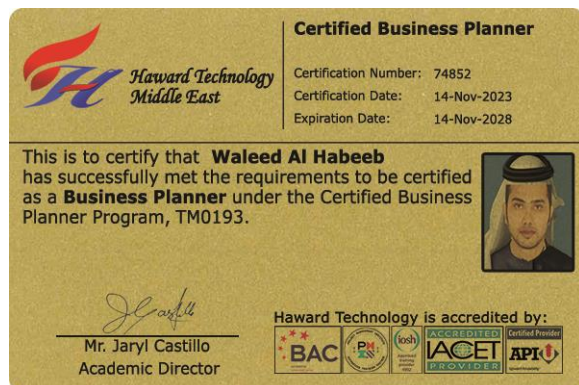 Certified Business Planner
Haward Technology
Middle East
Certification Number: 74852
Certification Date: 14-Nov-2023
Expiration Date: 14-Nov-2028
This is to certify that Waleed Al Habeeb
has successfully met the requirements to be certified
as a Business Planner under the Certified Business
Planner Program, TM0193.
Mr. Jaryl Castillo
Academic Director
Haward Technology is accredited by:
BAC
iosh
ACCREDITED
IACET
PROVIDER
Certified Provider
API U